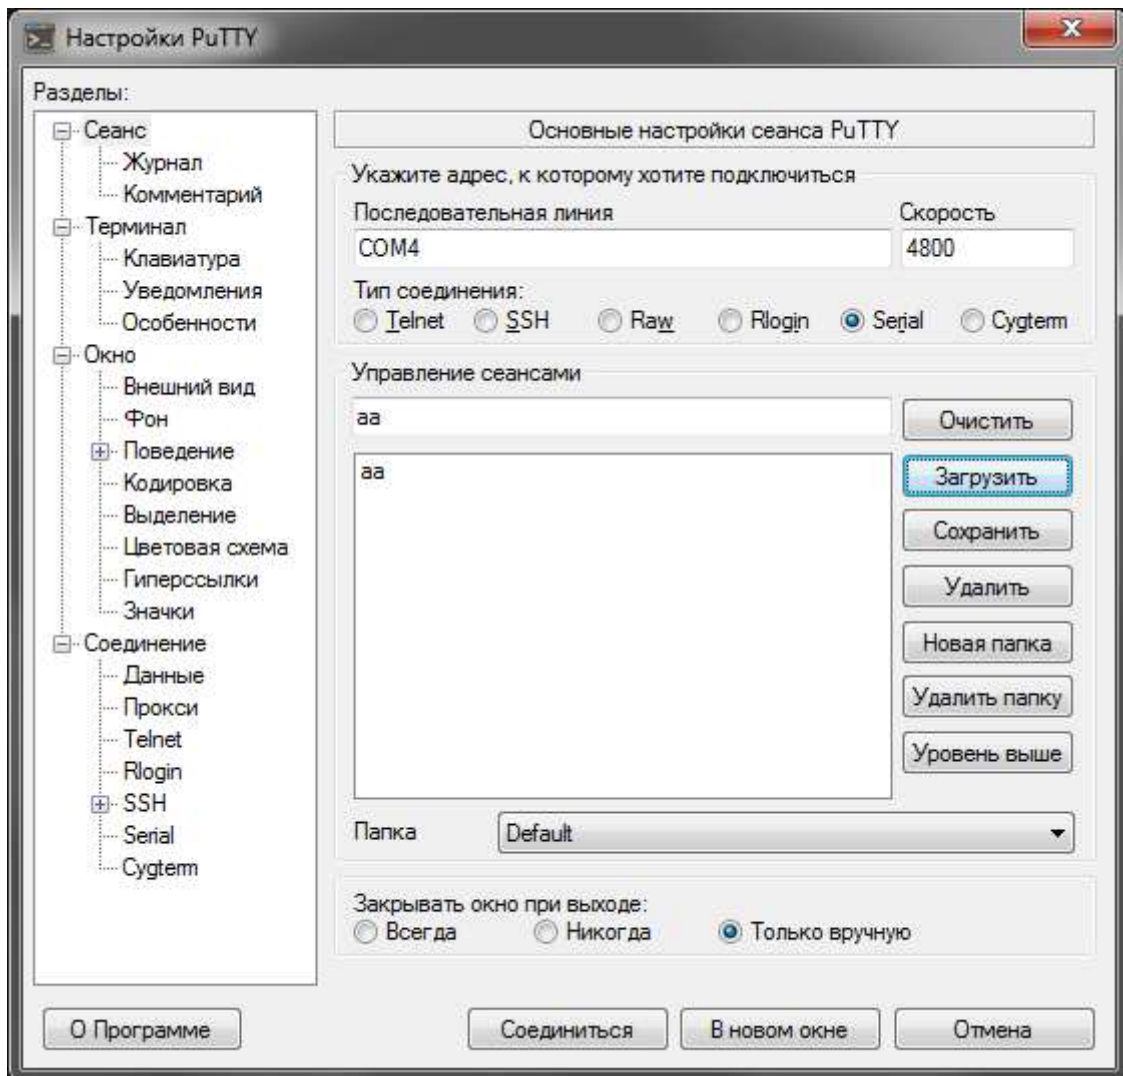 Настройки PuTTY
Разделы:
Сеанс
Журнал
Комментарий
Терминал
Клавиатура
Уведомления
Особенности
Окно
Внешний вид
Фон
Поведение
Кодировка
Выделение
Цветовая схема
Гиперссылки
Значки
Соединение
Данные
Прокси
Telnet
Rlogin
SSH
Serial
Cygterm
Основные настройки сеанса PuTTY
Укажите адрес, к которому хотите подключиться
Последовательная линия Скорость
COM4 4800
Тип соединения:
Telnet SSH Raw Rlogin Serial Cygterm
Управление сеансами
aa Очистить
aa Загрузить
Сохранить
Удалить
Новая папка
Удалить папку
Уровень выше
Папка Default
Закрывать окно при выходе:
Всегда Никогда Только вручную
О Программе Соединиться В новом окне Отмена